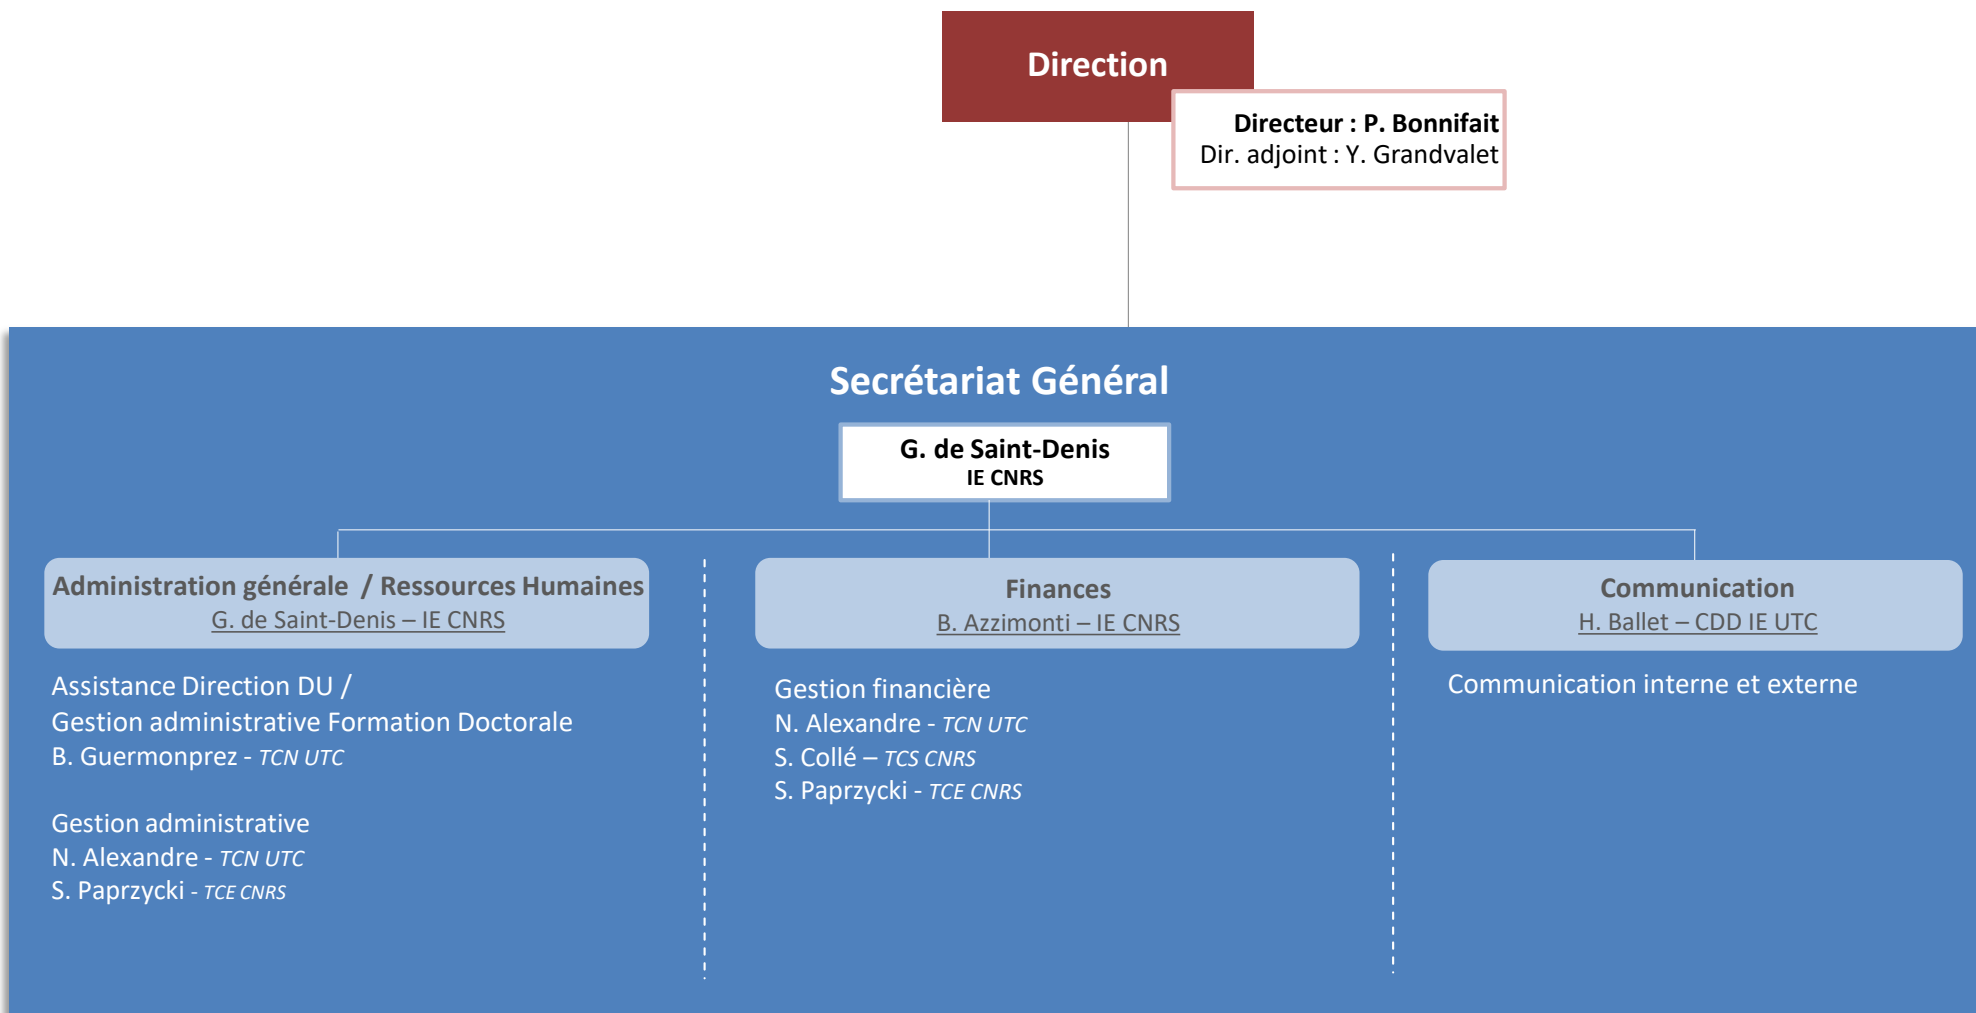 Direction
Directeur : P. Bonnifait
Dir. adjoint : Y. Grandvalet
Secrétariat Général
G. de Saint-Denis
IE CNRS
Administration générale / Ressources Humaines
G. de Saint-Denis – IE CNRS
Assistance Direction DU /
Gestion administrative Formation Doctorale
B. Guermonprez - TCN UTC
Gestion administrative
N. Alexandre - TCN UTC
S. Paprzycki - TCE CNRS
Finances
B. Azzimonti – IE CNRS
Gestion financière
N. Alexandre - TCN UTC
S. Collé – TCS CNRS
S. Paprzycki - TCE CNRS
Communication
H. Ballet – CDD IE UTC
Communication interne et externe